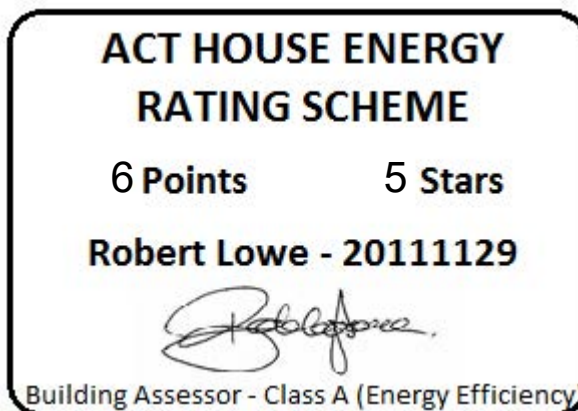 ACT HOUSE ENERGY
RATING SCHEME
6 Points 5 Stars
Robert Lowe - 20111129
Building Assessor - Class A (Energy Efficiency)